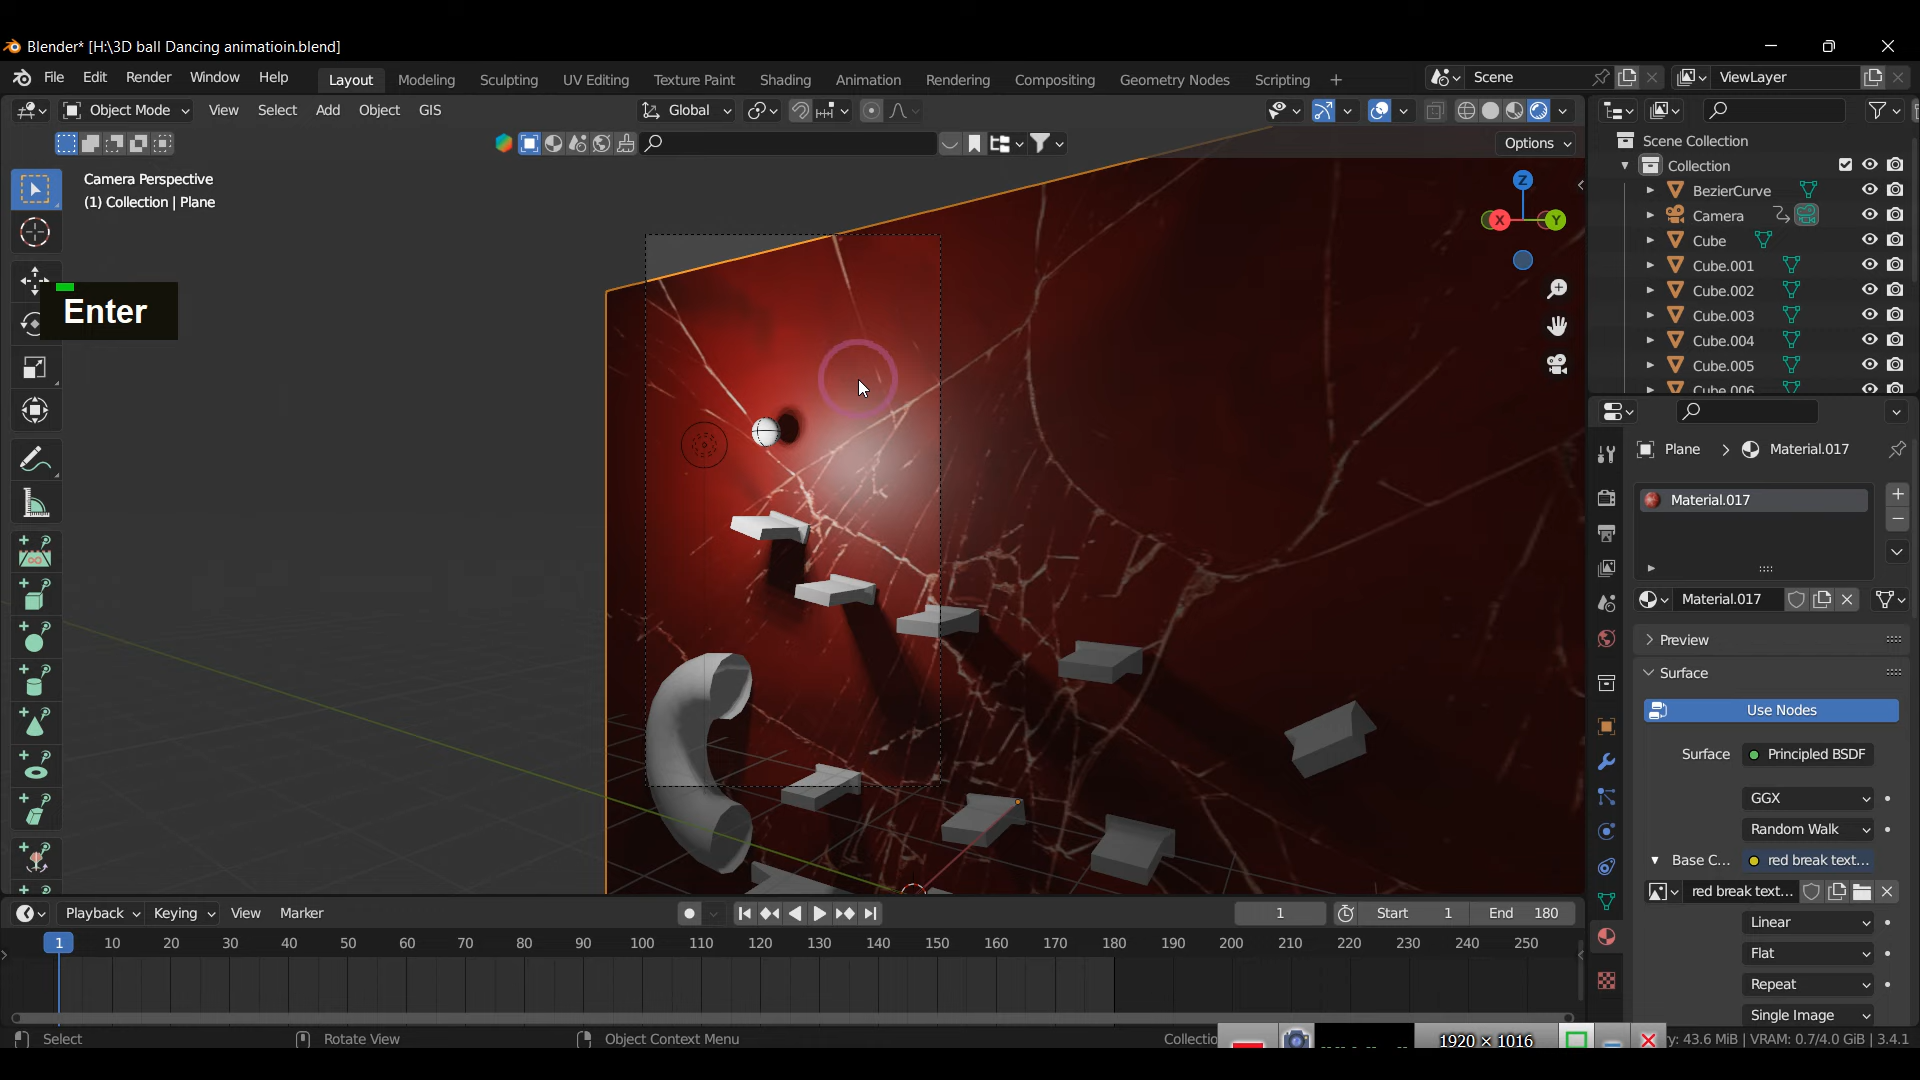 Blender* [H:\3D ball Dancing animatioin.blend]
File Edit Render Window Help Layout Modeling Sculpting UV Editing Texture Paint Shading Animation Rendering Compositing Geometry Nodes Scripting + Scene ViewLayer
Object Mode View Select Add Object GIS Global
Options
Camera Perspective
(1) Collection | Plane
Enter
Z
X
Y
Scene Collection
Collection
BezierCurve
Camera
Cube
Cube.001
Cube.002
Cube.003
Cube.004
Cube.005
Cube.006
Plane > Material.017
Material.017
Material.017
Preview
Surface
Use Nodes
Surface Principled BSDF
GGX
Random Walk
Base C... red break text...
red break text...
Linear
Flat
Repeat
Single Image
Playback Keying View Marker 1 Start 1 End 180
1 10 20 30 40 50 60 70 80 90 100 110 120 130 140 150 160 170 180 190 200 210 220 230 240 250
Select Rotate View Object Context Menu Collectio 1920 × 1016 y: 43.6 MiB | VRAM: 0.7/4.0 GiB | 3.4.1